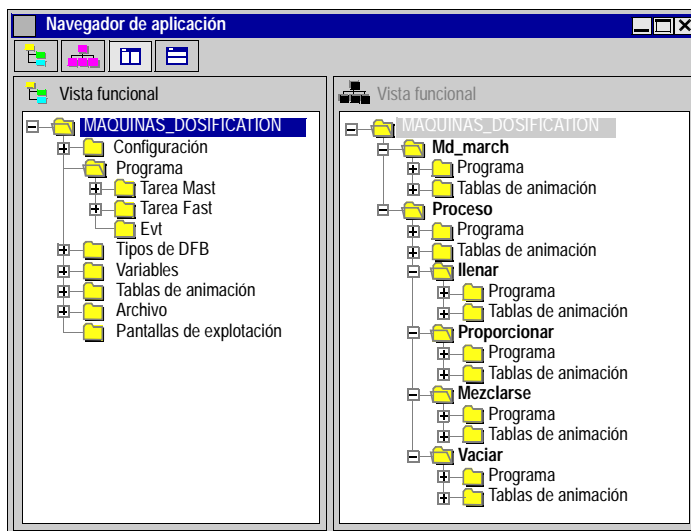 Navegador de aplicación
Vista funcional
MAQUINAS_DOSIFICATION
Configuración
Programa
Tarea Mast
Tarea Fast
Evt
Tipos de DFB
Variables
Tablas de animación
Archivo
Pantallas de explotación
Vista funcional
MAQUINAS_DOSIFICATION
Md_march
Programa
Tablas de animación
Proceso
Programa
Tablas de animación
llenar
Programa
Tablas de animación
Proporcionar
Programa
Tablas de animación
Mezclarse
Programa
Tablas de animación
Vaciar
Programa
Tablas de animación